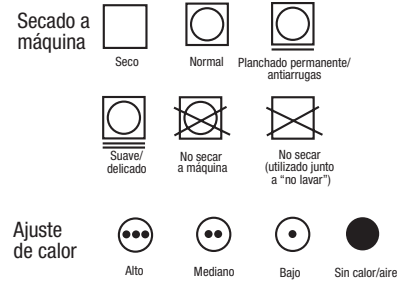 Secado a
máquina
Seco
Normal
Planchado permanente/
antiarrugas
Suave/
delicado
No secar
a máquina
No secar
(utilizado junto
a “no lavar”)
Ajuste
de calor
Alto
Mediano
Bajo
Sin calor/aire